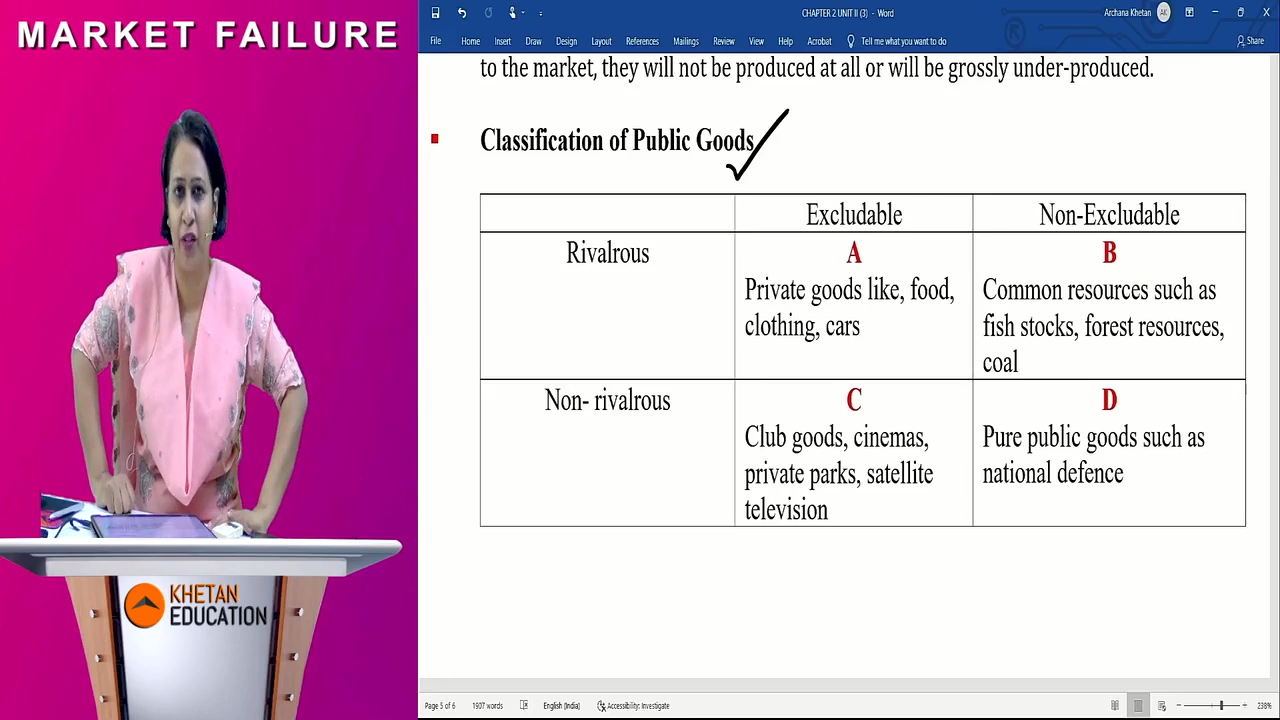 MARKET FAILURE
CHAPTER 2 UNIT II (3) - Word
Archana Khetan
AK
File Home Insert Draw Design Layout References Mailings Review View Help Acrobat Tell me what you want to do
Share
to the market, they will not be produced at all or will be grossly under-produced.
Classification of Public Goods
Excludable
Non-Excludable
Rivalrous
A
Private goods like, food,
clothing, cars
B
Common resources such as
fish stocks, forest resources,
coal
Non- rivalrous
C
Club goods, cinemas,
private parks, satellite
television
D
Pure public goods such as
national defence
KHETAN
EDUCATION
Page 5 of 6 1907 words English (India) Accessibility: Investigate
238%